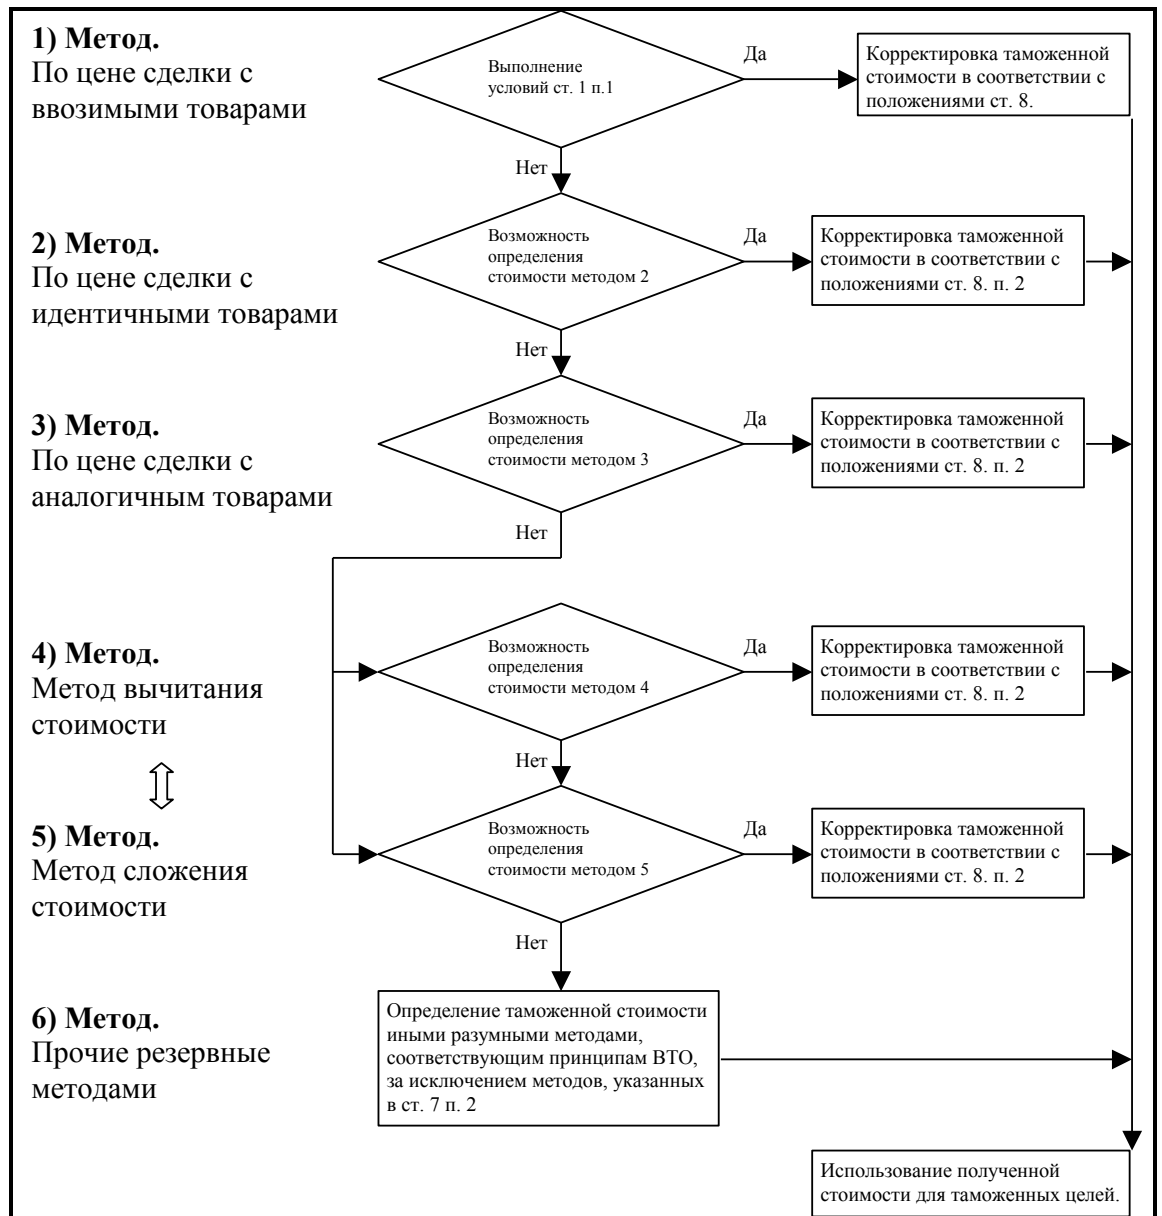 1) Метод.
По цене сделки с
ввозимыми товарами
Выполнение
условий ст. 1 п.1
Да
Корректировка таможенной
стоимости в соответствии с
положениями ст. 8.
Нет
2) Метод.
По цене сделки с
идентичными товарами
Возможность
определения
стоимости методом 2
Да
Корректировка таможенной
стоимости в соответствии с
положениями ст. 8. п. 2
Нет
3) Метод.
По цене сделки с
аналогичным товарами
Возможность
определения
стоимости методом 3
Да
Корректировка таможенной
стоимости в соответствии с
положениями ст. 8. п. 2
Нет
4) Метод.
Метод вычитания
стоимости
Возможность
определения
стоимости методом 4
Да
Корректировка таможенной
стоимости в соответствии с
положениями ст. 8. п. 2
Нет
5) Метод.
Метод сложения
стоимости
Возможность
определения
стоимости методом 5
Да
Корректировка таможенной
стоимости в соответствии с
положениями ст. 8. п. 2
Нет
6) Метод.
Прочие резервные
методами
Определение таможенной стоимости
иными разумными методами,
соответствующим принципам ВТО,
за исключением методов, указанных
в ст. 7 п. 2
Использование полученной
стоимости для таможенных целей.